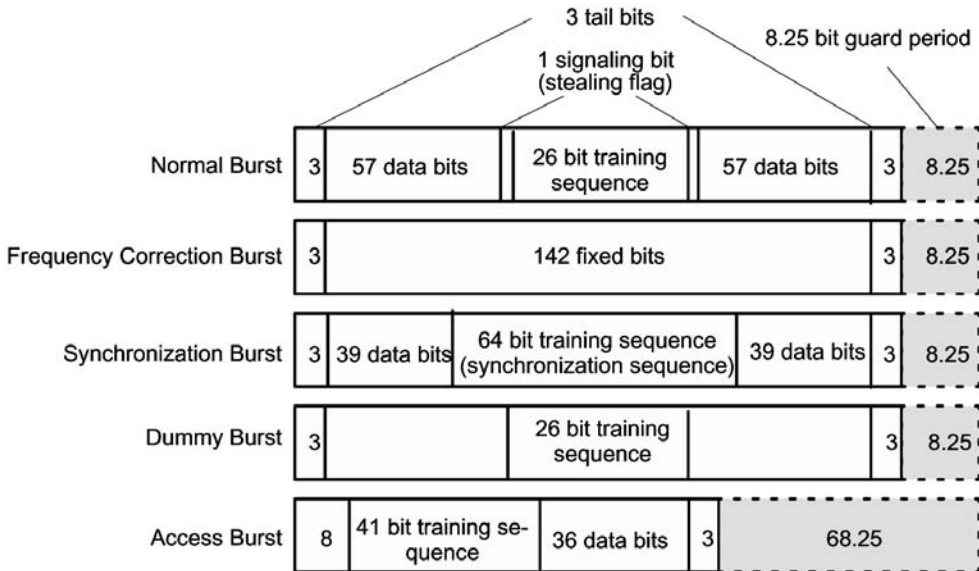 3 tail bits
8.25 bit guard period
1 signaling bit
(stealing flag)
Normal Burst
3
57 data bits
26 bit training
sequence
57 data bits
3
8.25
Frequency Correction Burst
3
142 fixed bits
3
8.25
Synchronization Burst
3
39 data bits
64 bit training sequence
(synchronization sequence)
39 data bits
3
8.25
Dummy Burst
3
26 bit training
sequence
3
8.25
Access Burst
8
41 bit training se-
quence
36 data bits
3
68.25